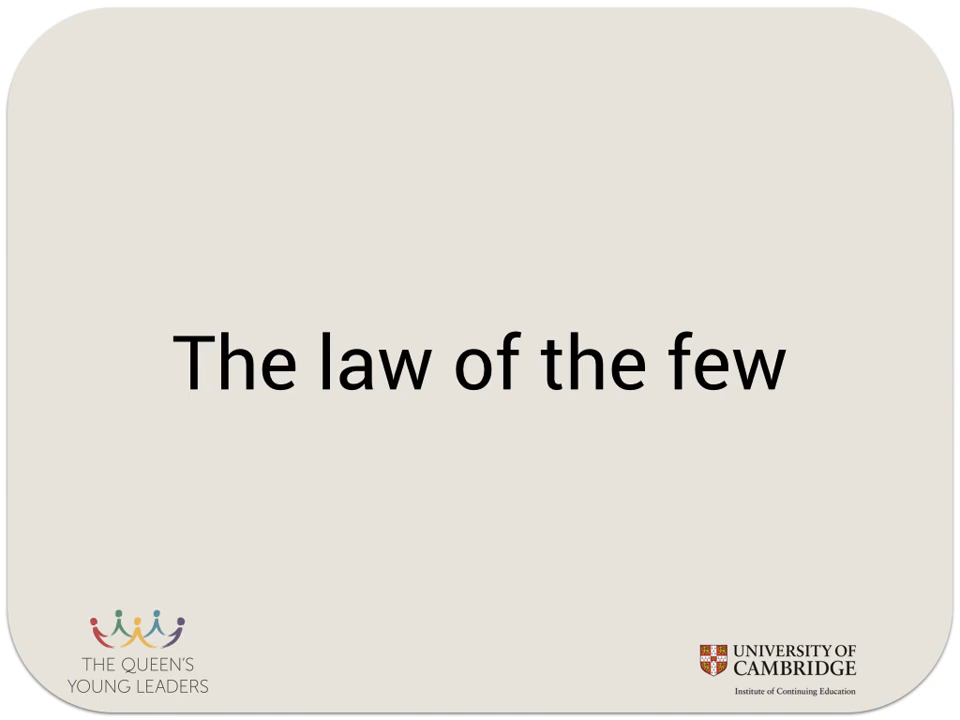 The law of the few
THE QUEEN'S
YOUNG LEADERS
UNIVERSITY OF
CAMBRIDGE
Institute of Continuing Education